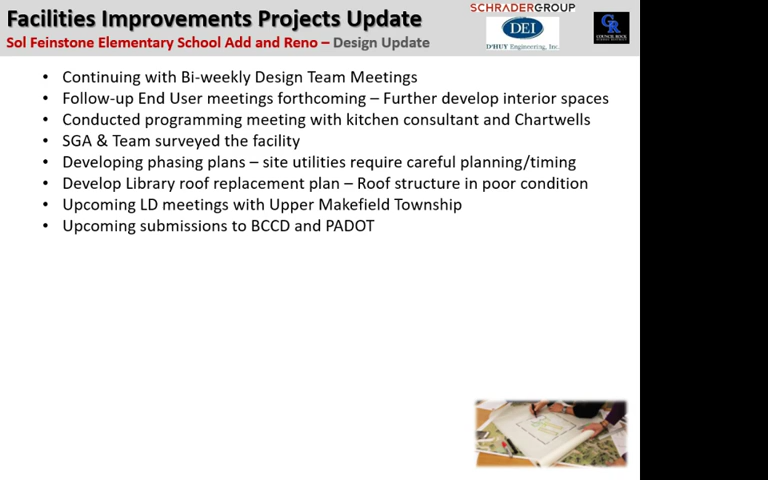 Facilities Improvements Projects Update
Sol Feinstone Elementary School Add and Reno – Design Update
SCHRADERGROUP
DEI
D'HUY Engineering, Inc.
CR
COUNCIL ROCK
• Continuing with Bi-weekly Design Team Meetings
• Follow-up End User meetings forthcoming – Further develop interior spaces
• Conducted programming meeting with kitchen consultant and Chartwells
• SGA & Team surveyed the facility
• Developing phasing plans – site utilities require careful planning/timing
• Develop Library roof replacement plan – Roof structure in poor condition
• Upcoming LD meetings with Upper Makefield Township
• Upcoming submissions to BCCD and PADOT